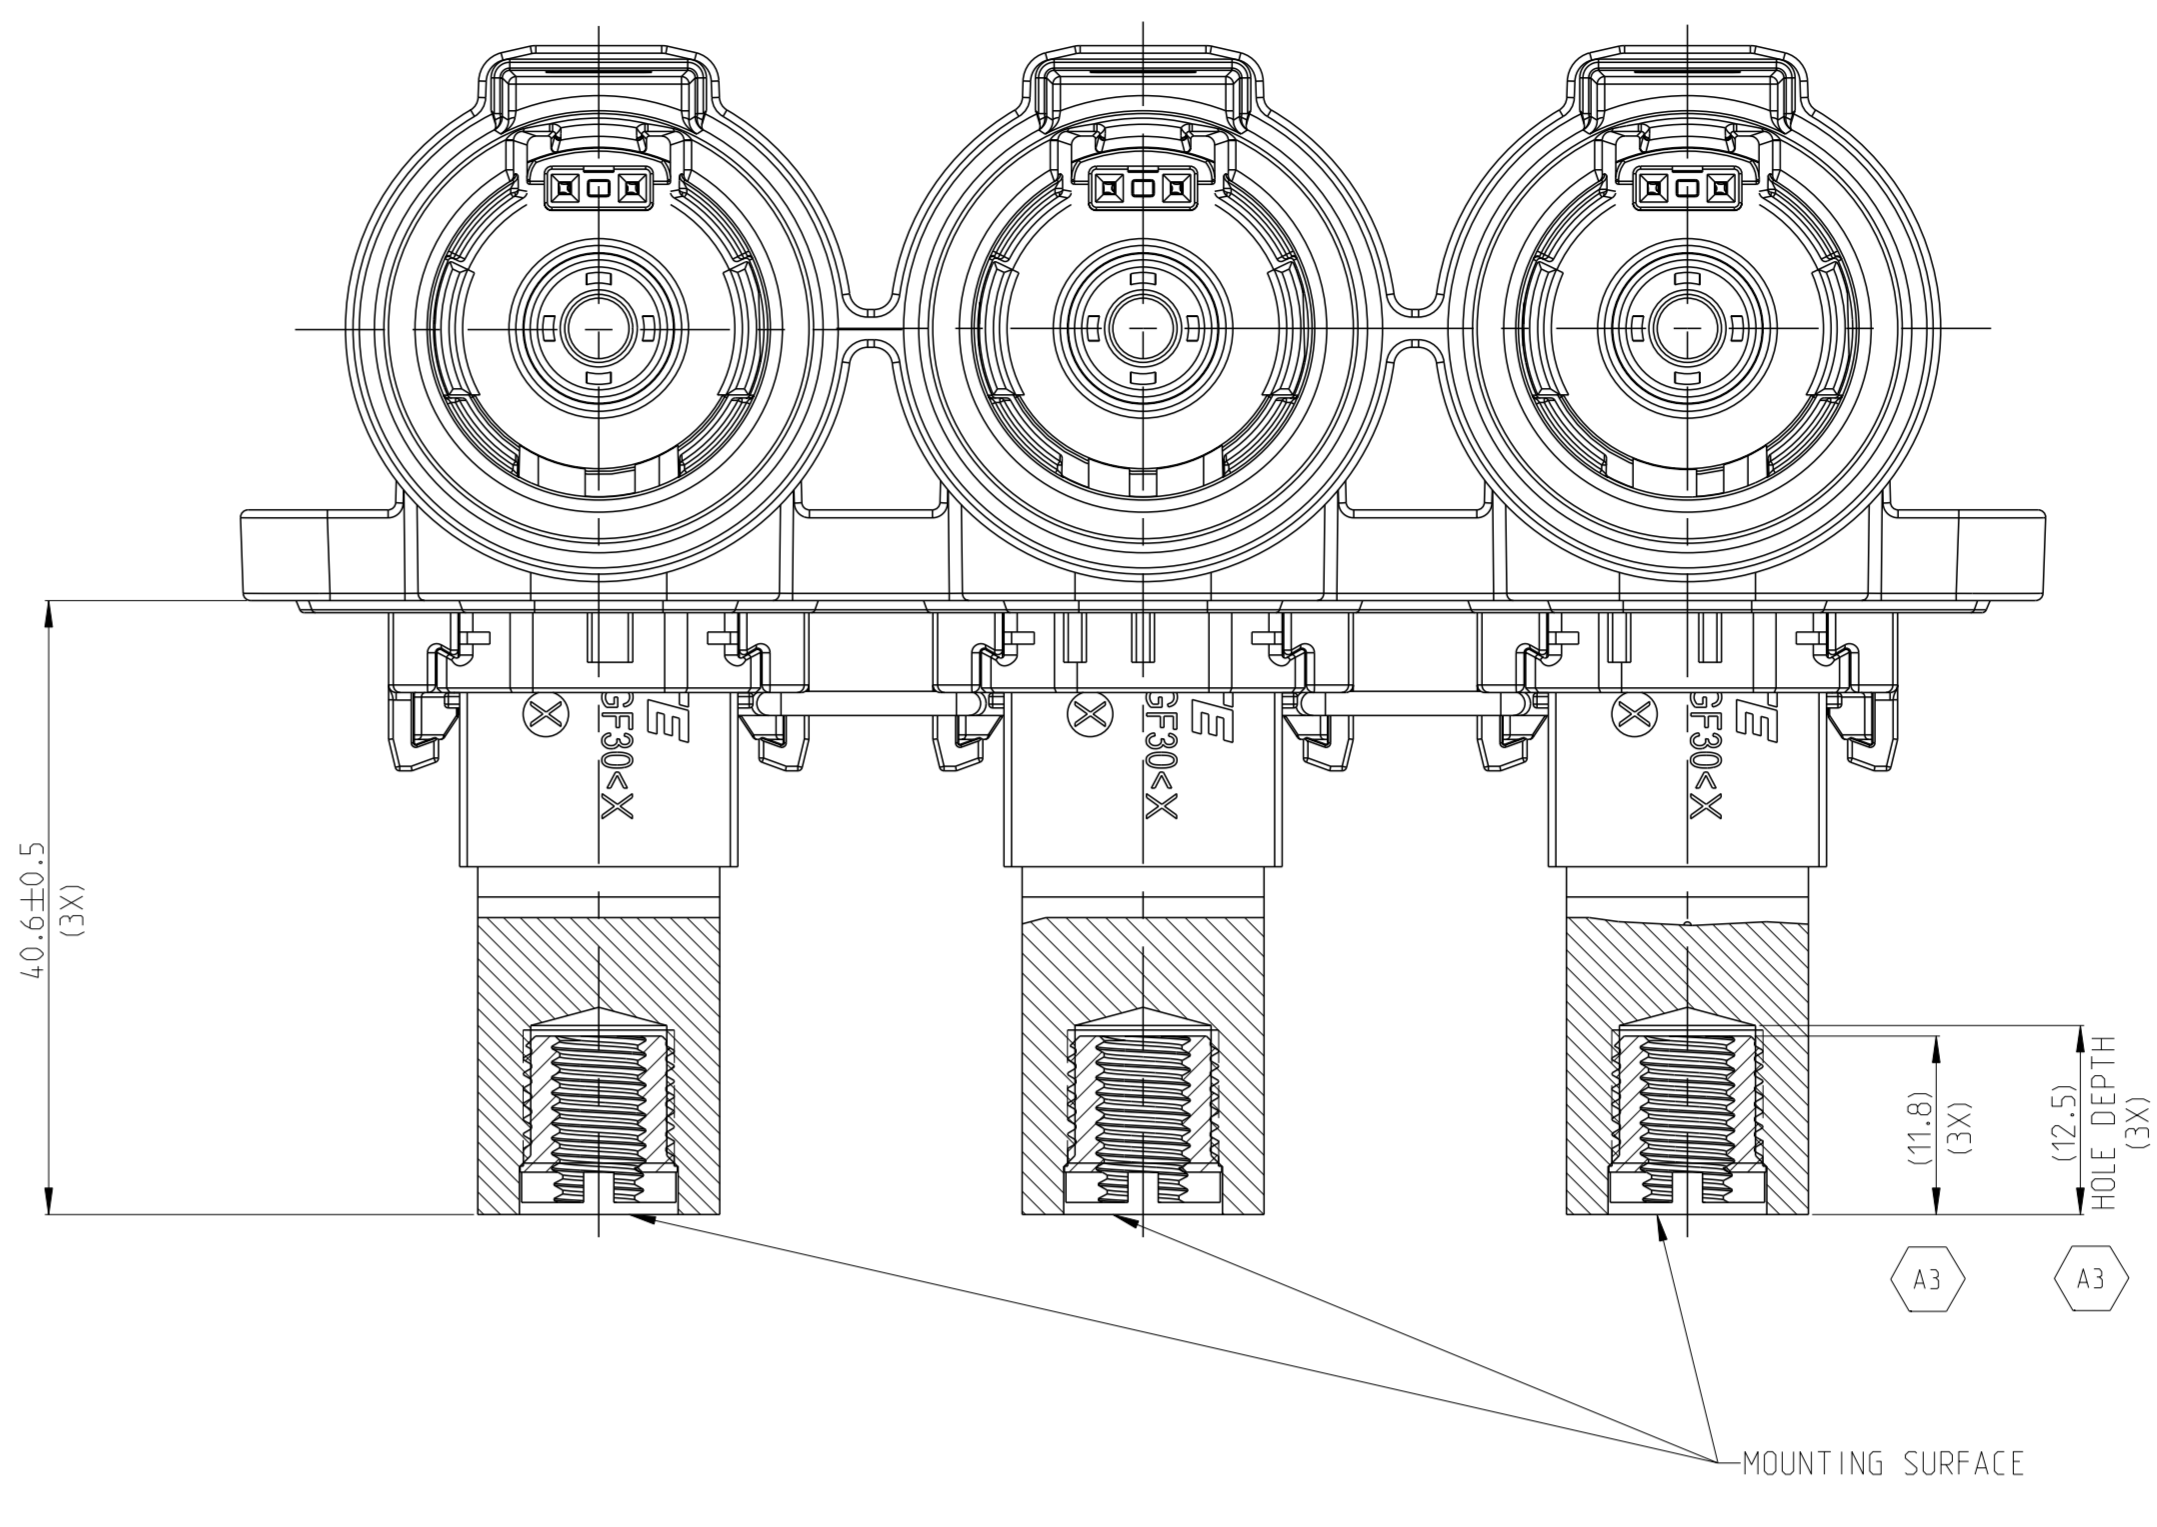 GF30<X
GF30<X
GF30<X
40.6±0.5
(3X)
(11.8)
(3X)
(12.5)
HOLE DEPTH
(3X)
A3
A3
MOUNTING SURFACE